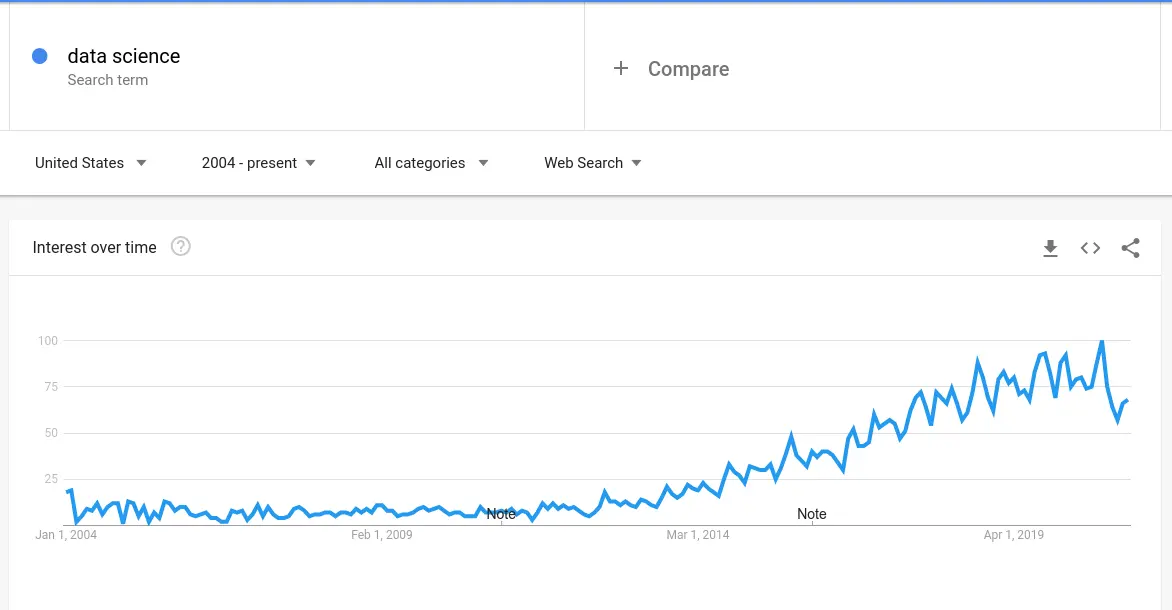 data science
Search term
+ Compare
United States
2004 - present
All categories
Web Search
Interest over time ?
100
75
50
25
Note
Note
Jan 1, 2004
Feb 1, 2009
Mar 1, 2014
Apr 1, 2019